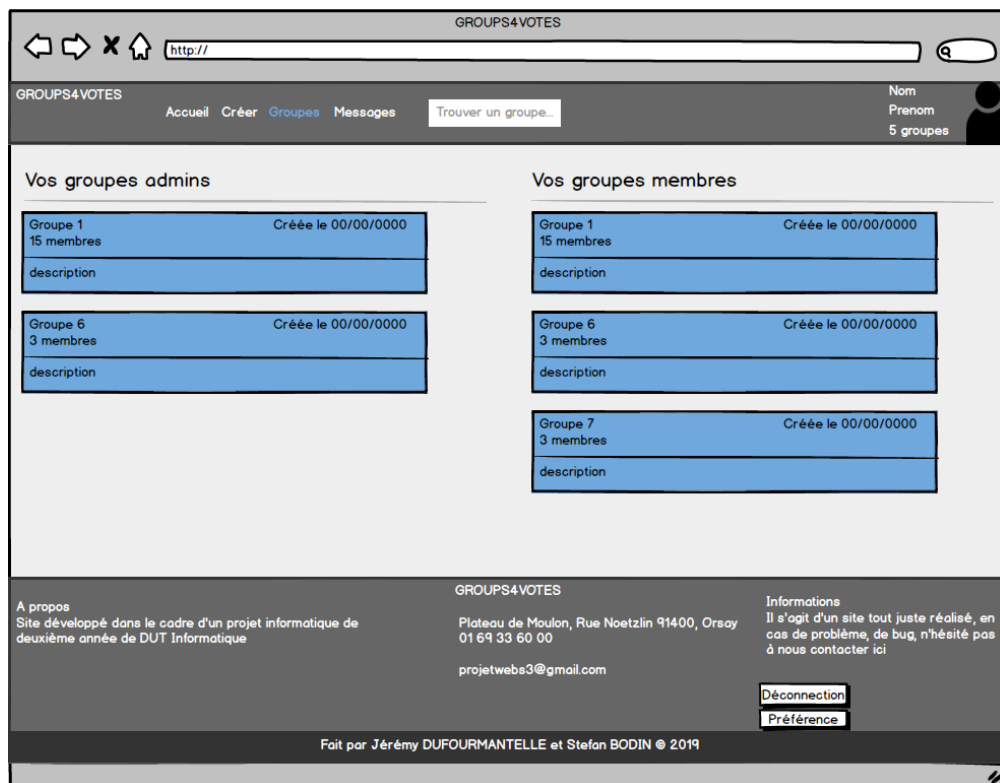 GROUPS4VOTES
http://
GROUPS4VOTES
Accueil Créer Groupes Messages
Trouver un groupe...
Nom
Prenom
5 groupes
Vos groupes admins
Groupe 1 Créée le 00/00/0000
15 membres
description
Groupe 6 Créée le 00/00/0000
3 membres
description
Vos groupes membres
Groupe 1 Créée le 00/00/0000
15 membres
description
Groupe 6 Créée le 00/00/0000
3 membres
description
Groupe 7 Créée le 00/00/0000
3 membres
description
A propos
Site développé dans le cadre d'un projet informatique de
deuxième année de DUT Informatique
GROUPS4VOTES
Plateau de Moulon, Rue Noetzlin 91400, Orsay
01 69 33 60 00
projetwebs3@gmail.com
Informations
Il s'agit d'un site tout juste réalisé, en
cas de problème, de bug, n'hésité pas
à nous contacter ici
Déconnection
Préférence
Fait par Jérémy DUFOURMANTELLE et Stefan BODIN © 2019